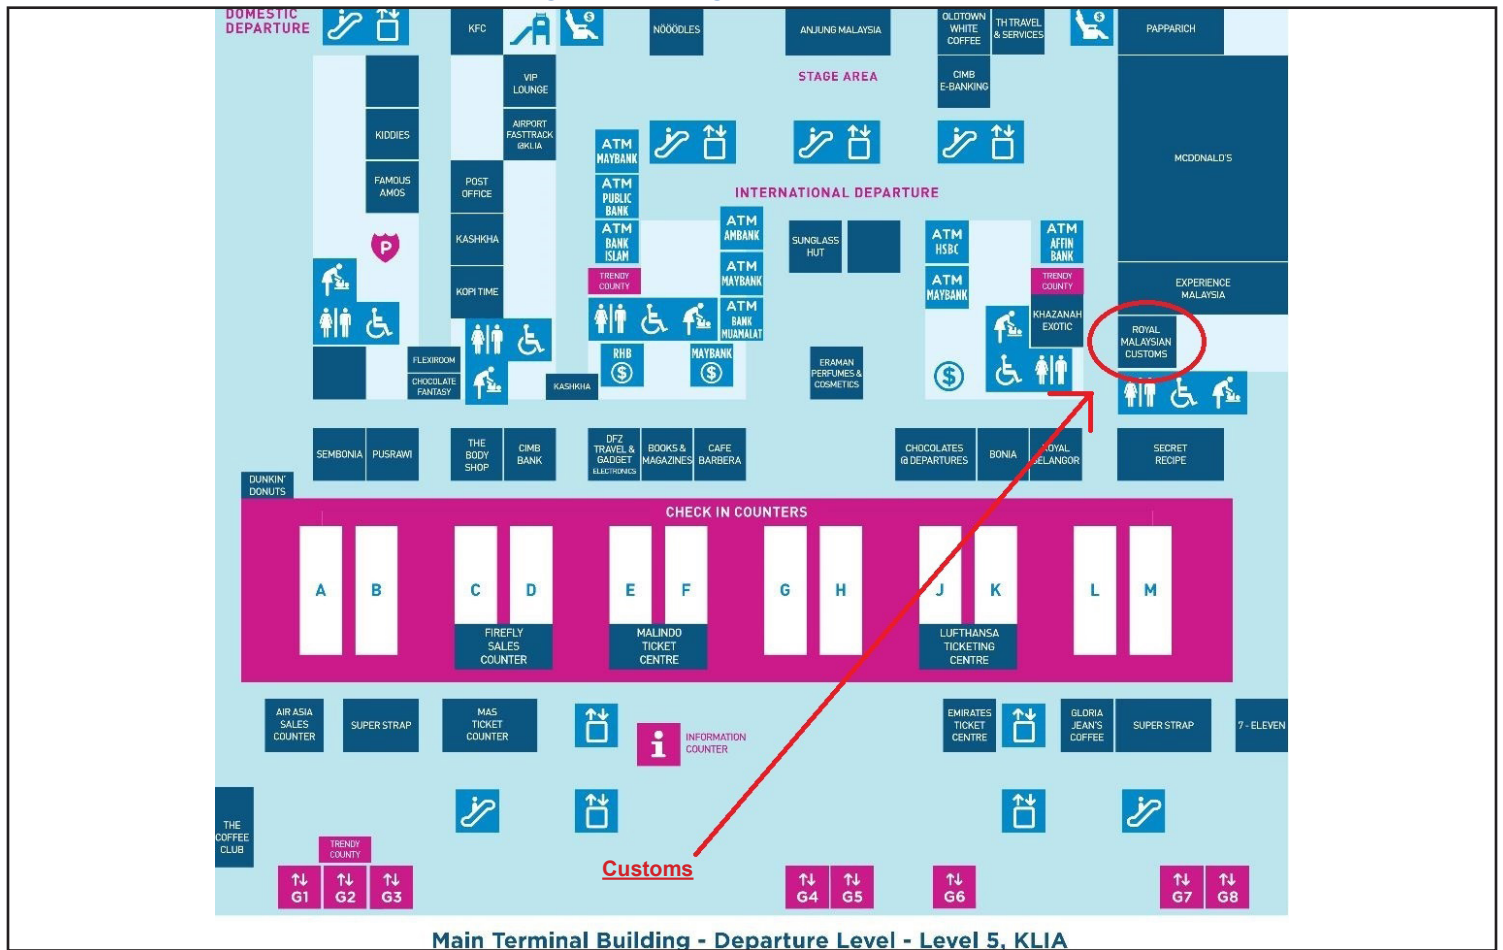 DOMESTIC
DEPARTURE
KFC
NÖÖÖDLES
ANJUNG MALAYSIA
OLDTOWN
WHITE
COFFEE
TH TRAVEL
& SERVICES
PAPPARICH
$
$
STAGE AREA
VIP
LOUNGE
CIMB
E-BANKING
KIDDIES
AIRPORT
FASTTRACK
@KLIA
ATM
MAYBANK
MCDONALD'S
FAMOUS
AMOS
POST
OFFICE
ATM
PUBLIC
BANK
INTERNATIONAL DEPARTURE
P
KASHKHA
ATM
BANK
ISLAM
ATM
AMBANK
SUNGLASS
HUT
ATM
HSBC
ATM
AFFIN
BANK
KOPI TIME
TRENDY
COUNTY
ATM
MAYBANK
ATM
MAYBANK
TRENDY
COUNTY
EXPERIENCE
MALAYSIA
ATM
BANK
MUAMALAT
KHAZANAH
EXOTIC
ROYAL
MALAYSIAN
CUSTOMS
FLEXIROOM
CHOCOLATE
FANTASY
KASHKHA
RHB
$
MAYBANK
$
ERAMAN
PERFUMES &
COSMETICS
$
SEMBONIA
PUSRAWI
THE
BODY
SHOP
CIMB
BANK
DFZ
TRAVEL &
GADGET
ELECTRONICS
BOOKS &
MAGAZINES
CAFE
BARBERA
CHOCOLATES
@ DEPARTURES
BONIA
ROYAL
SELANGOR
SECRET
RECIPE
DUNKIN'
DONUTS
CHECK IN COUNTERS
A
B
C
D
E
F
G
H
J
K
L
M
FIREFLY
SALES
COUNTER
MALINDO
TICKET
CENTRE
LUFTHANSA
TICKETING
CENTRE
AIR ASIA
SALES
COUNTER
SUPER STRAP
MAS
TICKET
COUNTER
i
INFORMATION
COUNTER
EMIRATES
TICKET
CENTRE
GLORIA
JEAN'S
COFFEE
SUPER STRAP
7 - ELEVEN
THE
COFFEE
CLUB
TRENDY
COUNTY
Customs
G1
G2
G3
G4
G5
G6
G7
G8
Main Terminal Building - Departure Level - Level 5, KLIA